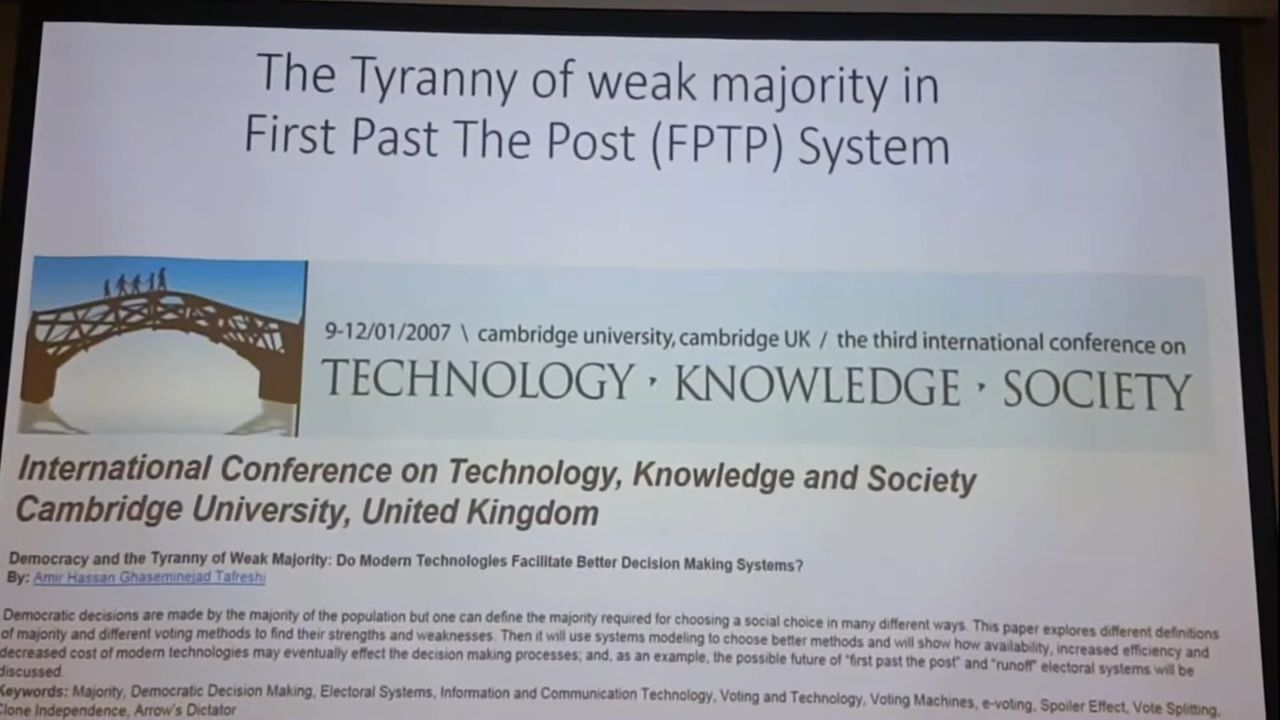 The Tyranny of weak majority in
First Past The Post (FPTP) System
9-12/01/2007 \ cambridge university, cambridge UK / the third international conference on
TECHNOLOGY · KNOWLEDGE · SOCIETY
International Conference on Technology, Knowledge and Society
Cambridge University, United Kingdom
Democracy and the Tyranny of Weak Majority: Do Modern Technologies Facilitate Better Decision Making Systems?
By: Amir Hassan Ghaseminejad Tafreshi
Democratic decisions are made by the majority of the population but one can define the majority required for choosing a social choice in many different ways. This paper explores different definitions
of majority and different voting methods to find their strengths and weaknesses. Then it will use systems modeling to choose better methods and will show how availability, increased efficiency and
decreased cost of modern technologies may eventually effect the decision making processes; and, as an example, the possible future of "first past the post" and "runoff" electoral systems will be
discussed.
Keywords: Majority, Democratic Decision Making, Electoral Systems, Information and Communication Technology, Voting and Technology, Voting Machines, e-voting, Spoiler Effect, Vote Splitting,
Clone Independence, Arrow's Dictator